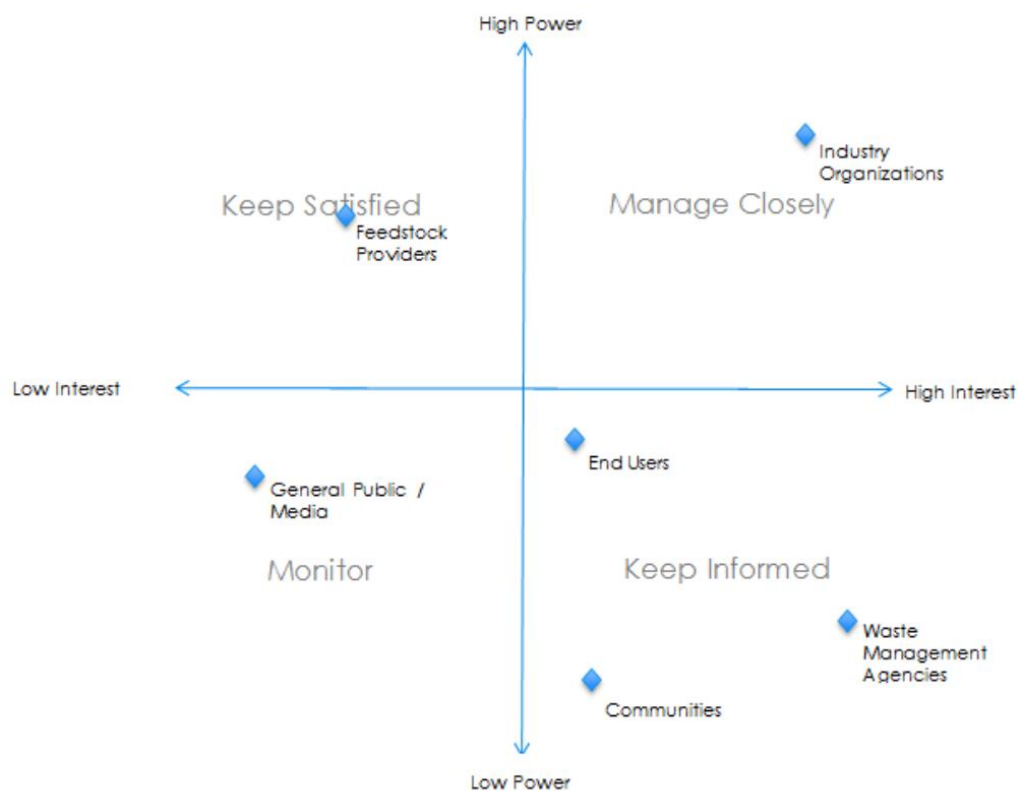 High Power
Industry
Organizations
Keep Satisfied
Manage Closely
Feedstock
Providers
Low Interest
High Interest
End Users
General Public /
Media
Monitor
Keep Informed
Waste
Management
Agencies
Communities
Low Power